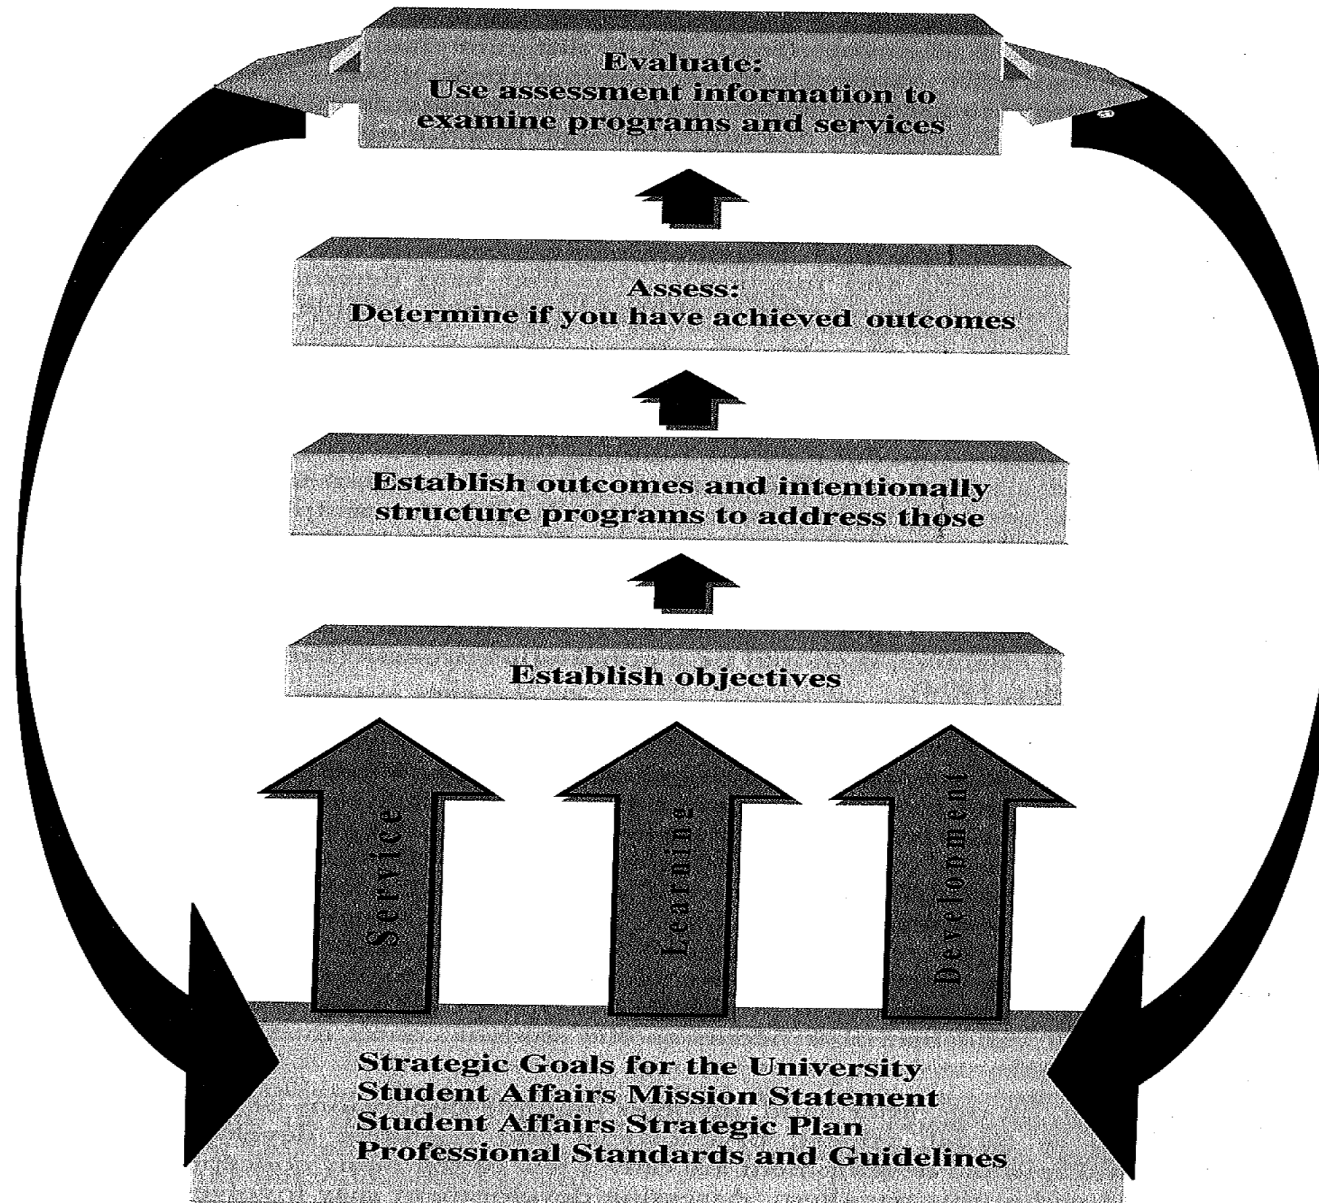 Evaluate:
Use assessment information to
examine programs and services
Assess:
Determine if you have achieved outcomes
Establish outcomes and intentionally
structure programs to address those
Establish objectives
Service
Learning
Development
Strategic Goals for the University
Student Affairs Mission Statement
Student Affairs Strategic Plan
Professional Standards and Guidelines